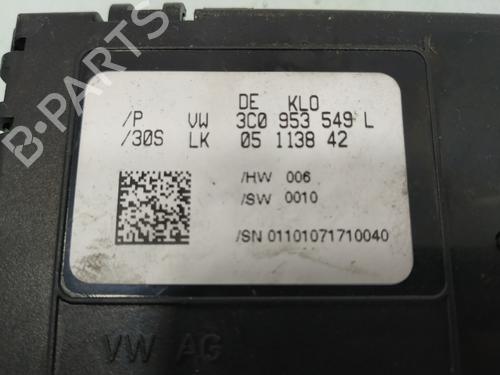 DE KLO
/P VW 3C0 953 549 L
/30S LK 05 1138 42
/HW 006
/SW 0010
/SN 01101071710040
VW AG
B-PARTS